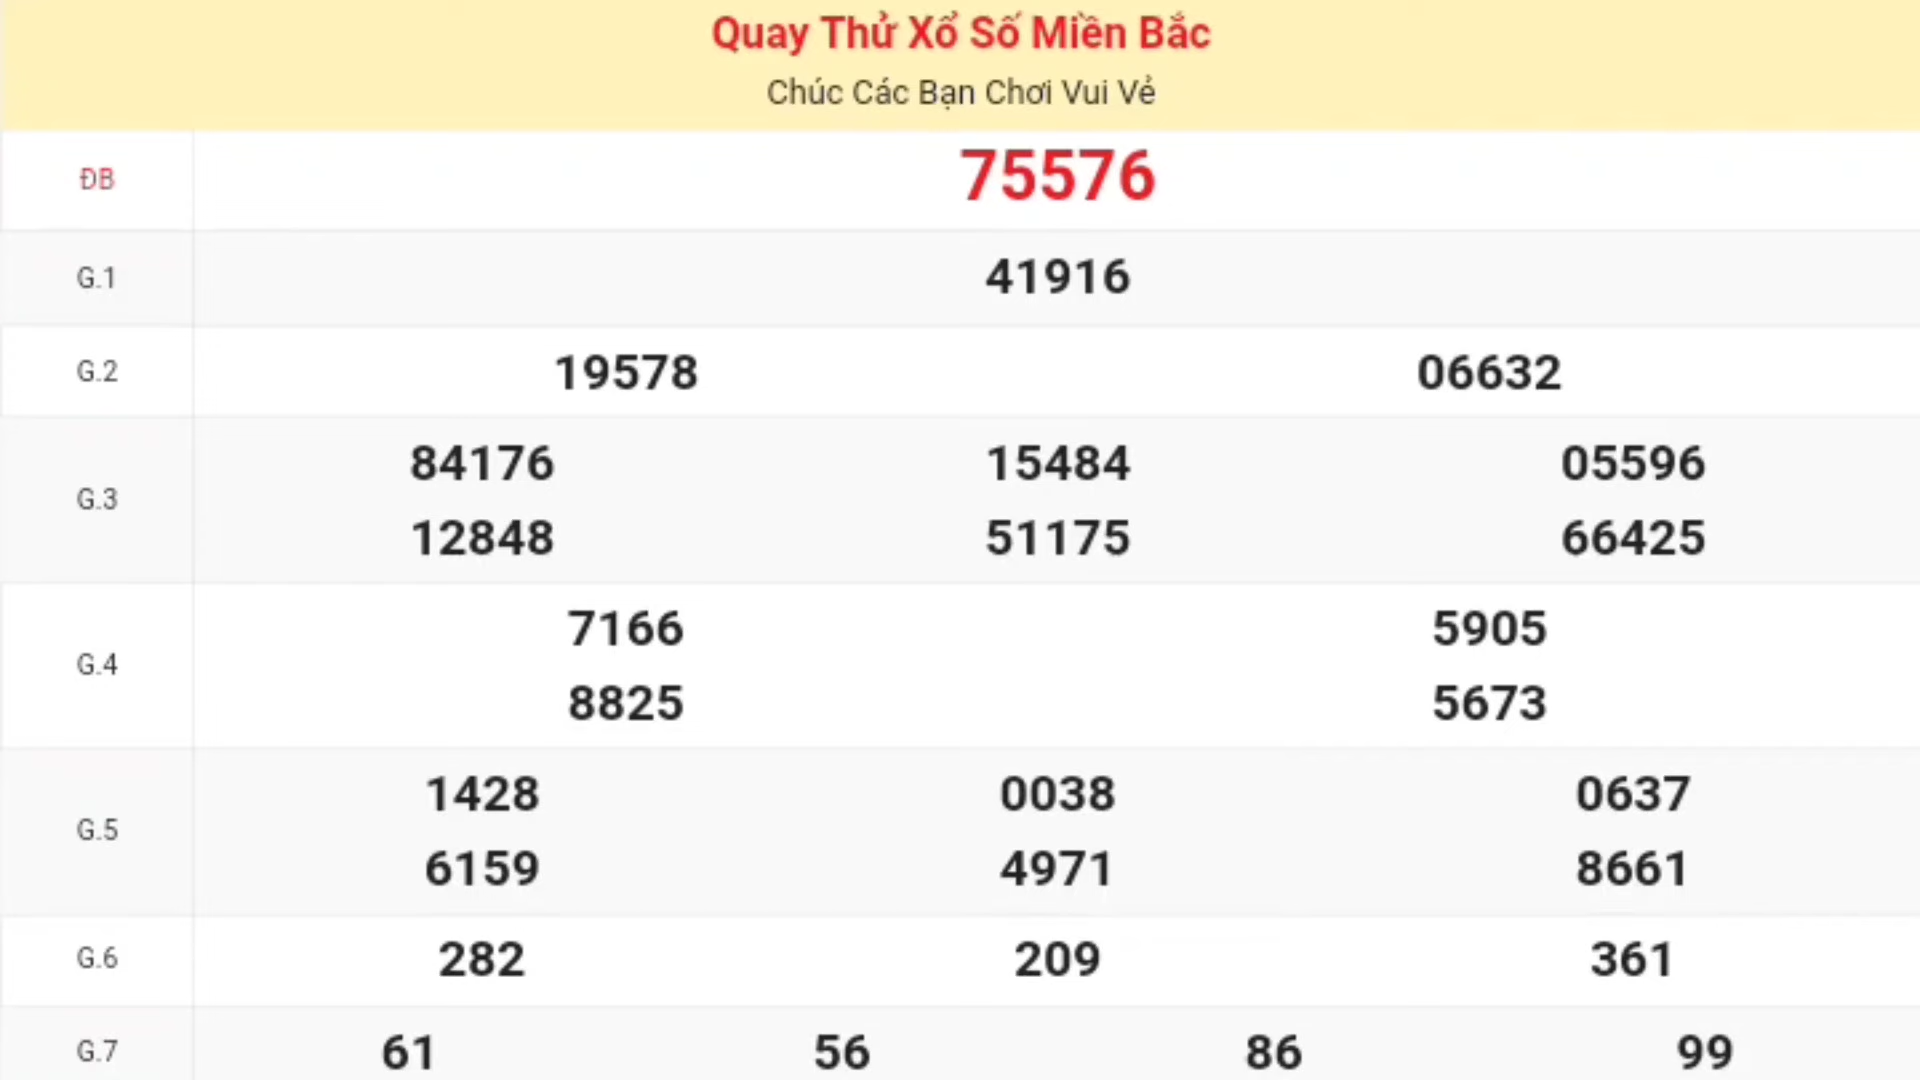 Quay Thử Xổ Số Miền Bắc
Chúc Các Bạn Chơi Vui Vẻ
ĐB 75576
G.1 41916
G.2 19578 06632
G.3 84176 15484 05596
12848 51175 66425
G.4 7166 5905
8825 5673
G.5 1428 0038 0637
6159 4971 8661
G.6 282 209 361
G.7 61 56 86 99